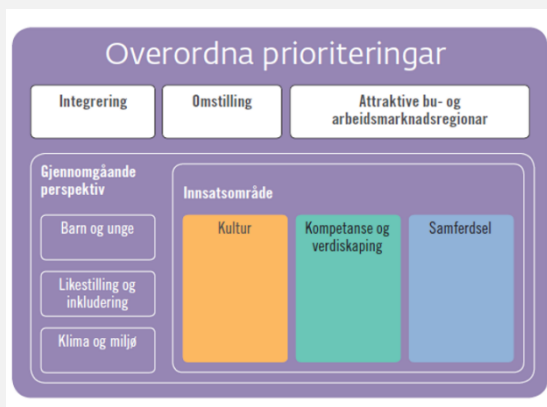 Overordna prioriteringar
Integrering
Omstilling
Attraktive bu- og
arbeidsmarknadsregionar
Gjennomgåande
perspektiv
Barn og unge
Likestilling og
inkludering
Klima og miljø
Innsatsområde
Kultur
Kompetanse og
verdiskaping
Samferdsel